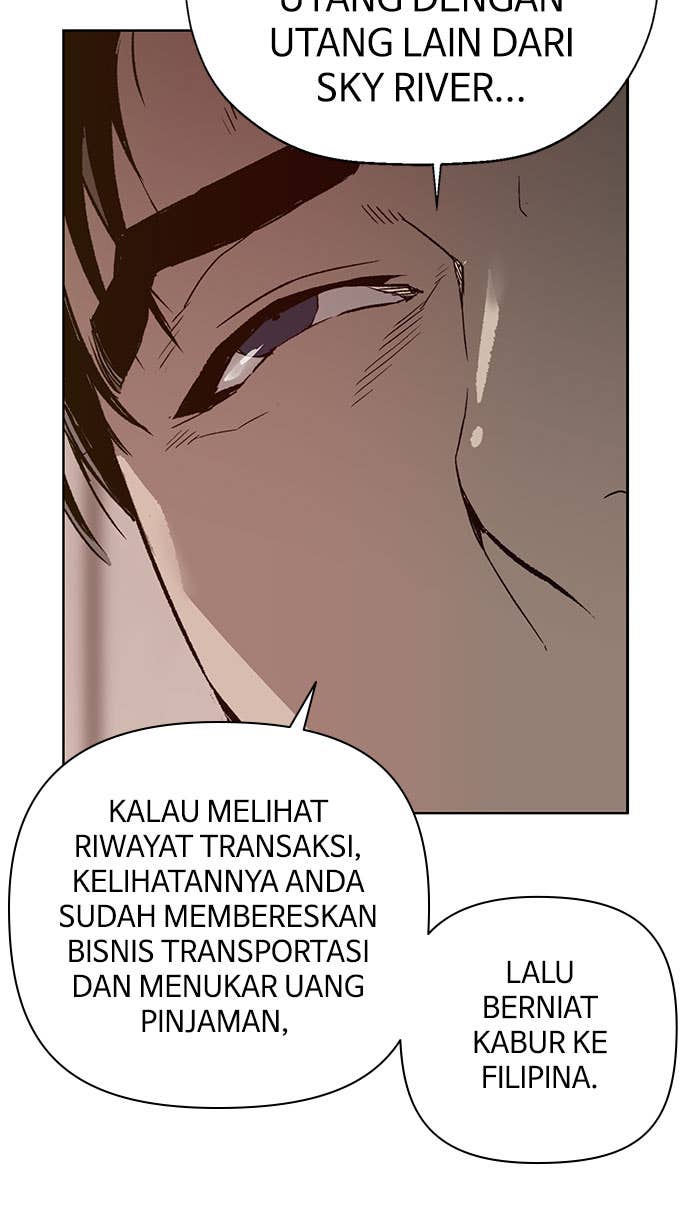 UTANG DENGAN
UTANG LAIN DARI
SKY RIVER...
KALAU MELIHAT
RIWAYAT TRANSAKSI,
KELIHATANNYA ANDA
SUDAH MEMBERESKAN
BISNIS TRANSPORTASI
DAN MENUKAR UANG
PINJAMAN,
LALU
BERNIAT
KABUR KE
FILIPINA.